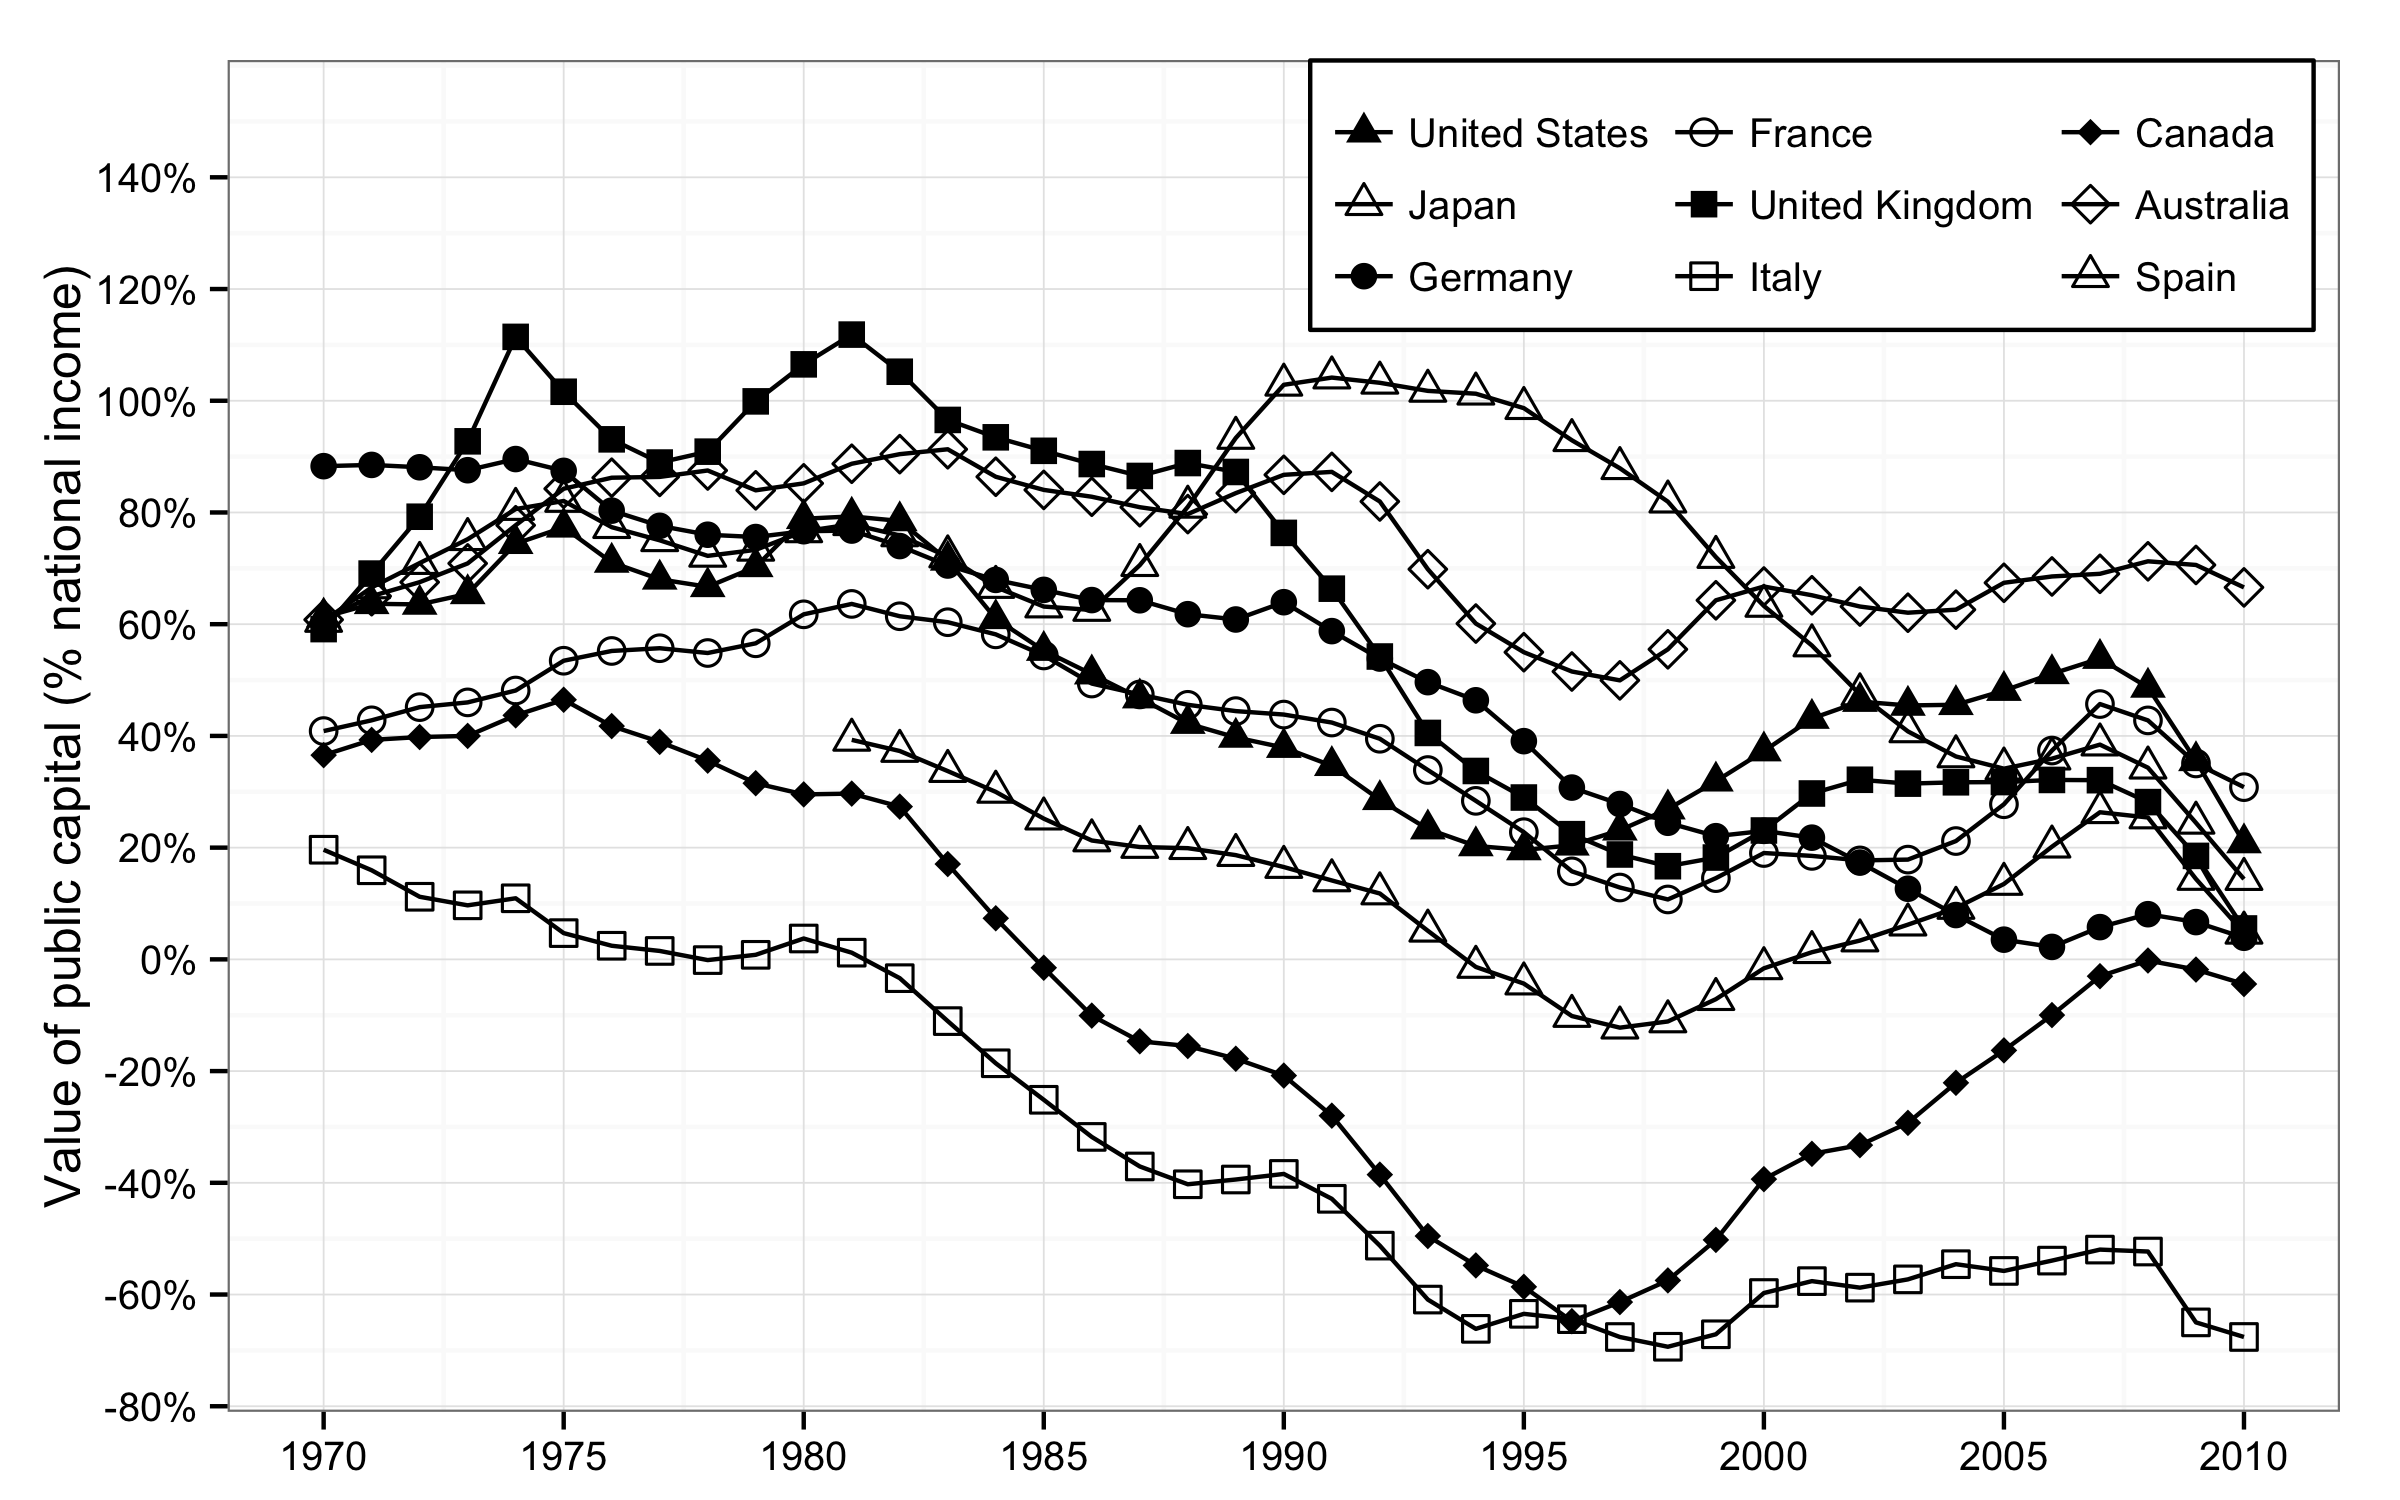 United States France Canada
Japan United Kingdom Australia
Germany Italy Spain
Value of public capital (% national income)
140%
120%
100%
80%
60%
40%
20%
0%
-20%
-40%
-60%
-80%
1970 1975 1980 1985 1990 1995 2000 2005 2010